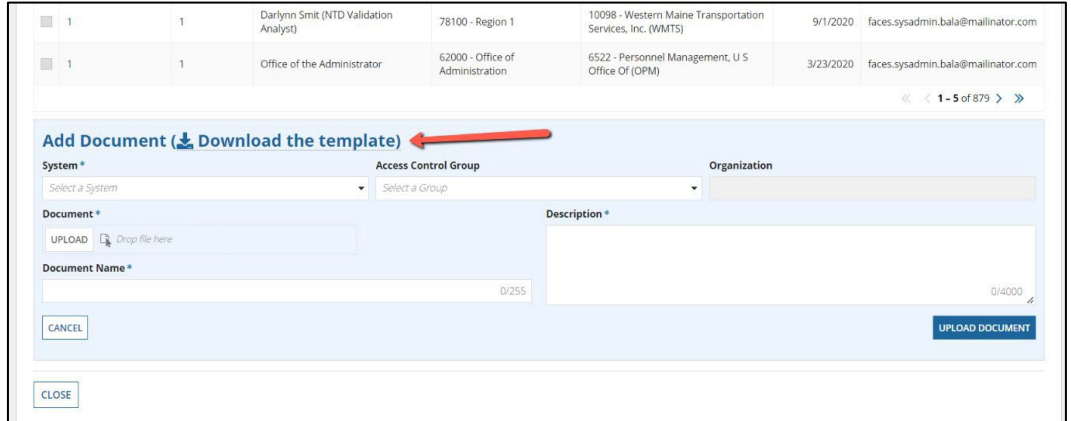 1 1 Darlynn Smit (NTD Validation Analyst) 78100 - Region 1 10098 - Western Maine Transportation Services, Inc. (WMTS) 9/1/2020 faces.sysadmin.bala@mailinator.com
1 1 Office of the Administrator 62000 - Office of Administration 6522 - Personnel Management, U S Office Of (OPM) 3/23/2020 faces.sysadmin.bala@mailinator.com
1 - 5 of 879
Add Document (Download the template)
System * Access Control Group Organization
Select a System Select a Group
Document * Description *
UPLOAD Drop file here
Document Name *
0/255 0/4000
CANCEL UPLOAD DOCUMENT
CLOSE